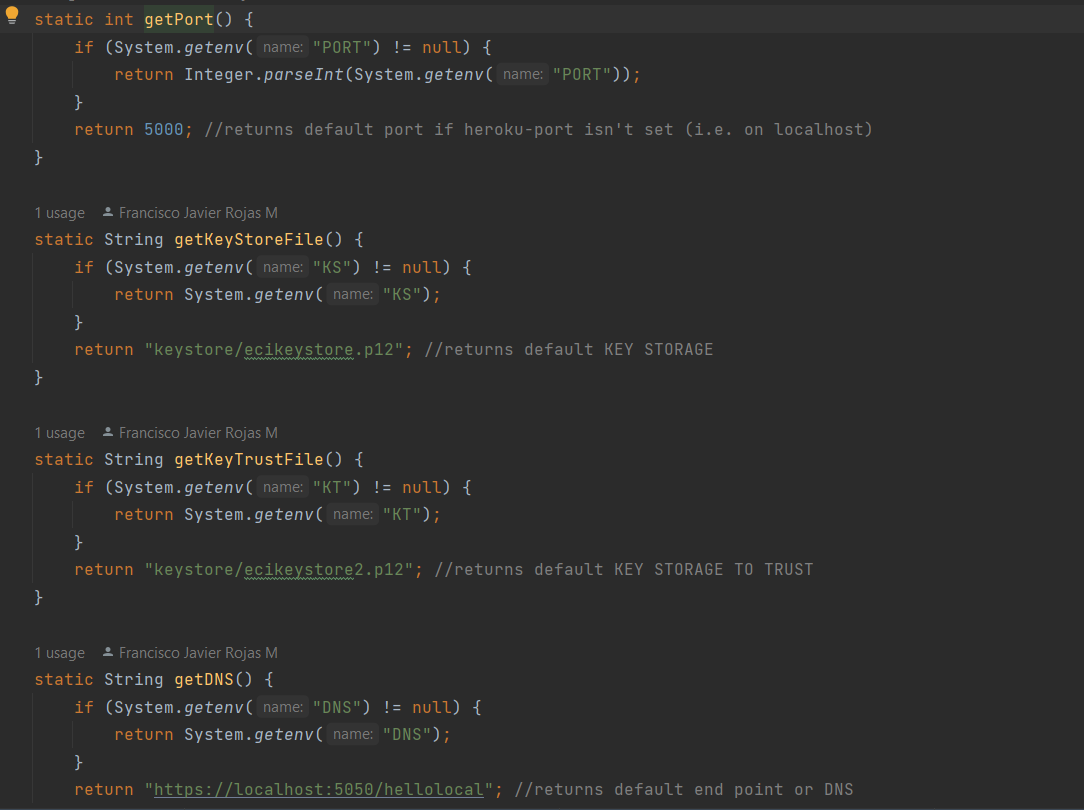 static int getPort() {
if (System.getenv( name: "PORT") != null) {
return Integer.parseInt(System.getenv( name: "PORT"));
}
return 5000; //returns default port if heroku-port isn't set (i.e. on localhost)
}
1 usage Francisco Javier Rojas M
static String getKeyStoreFile() {
if (System.getenv( name: "KS") != null) {
return System.getenv( name: "KS");
}
return "keystore/ecikeystore.p12"; //returns default KEY STORAGE
}
1 usage Francisco Javier Rojas M
static String getKeyTrustFile() {
if (System.getenv( name: "KT") != null) {
return System.getenv( name: "KT");
}
return "keystore/ecikeystore2.p12"; //returns default KEY STORAGE TO TRUST
}
1 usage Francisco Javier Rojas M
static String getDNS() {
if (System.getenv( name: "DNS") != null) {
return System.getenv( name: "DNS");
}
return "https://localhost:5050/hellolocal"; //returns default end point or DNS